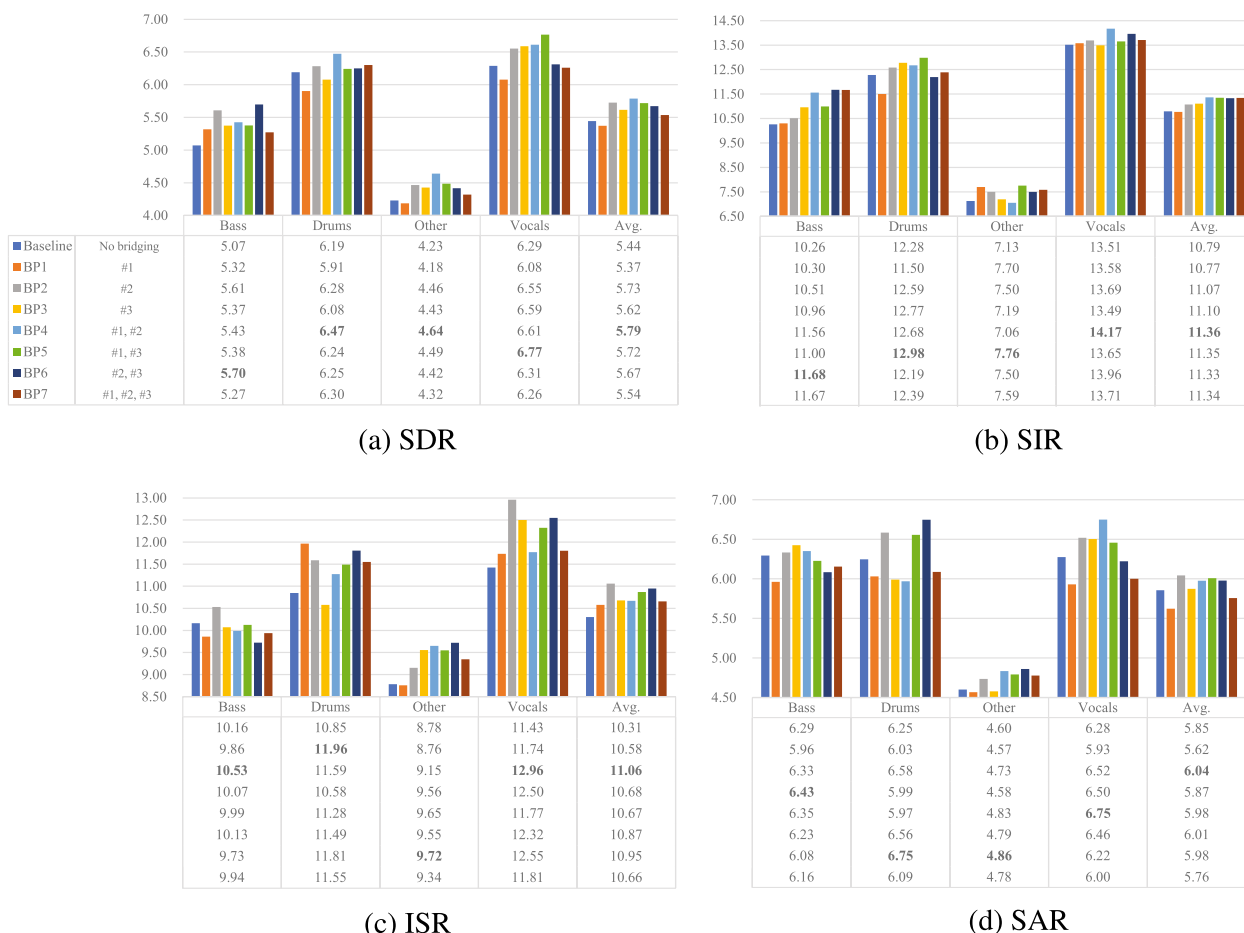 7.00
6.50
6.00
5.50
5.00
4.50
4.00
Bass Drums Other Vocals Avg.
Baseline No bridging 5.07 6.19 4.23 6.29 5.44
BP1 #1 5.32 5.91 4.18 6.08 5.37
BP2 #2 5.61 6.28 4.46 6.55 5.73
BP3 #3 5.37 6.08 4.43 6.59 5.62
BP4 #1, #2 5.43 6.47 4.64 6.61 5.79
BP5 #1, #3 5.38 6.24 4.49 6.77 5.72
BP6 #2, #3 5.70 6.25 4.42 6.31 5.67
BP7 #1, #2, #3 5.27 6.30 4.32 6.26 5.54
(a) SDR
14.50
13.50
12.50
11.50
10.50
9.50
8.50
7.50
6.50
Bass Drums Other Vocals Avg.
10.26 12.28 7.13 13.51 10.79
10.30 11.50 7.70 13.58 10.77
10.51 12.59 7.50 13.69 11.07
10.96 12.77 7.19 13.49 11.10
11.56 12.68 7.06 14.17 11.36
11.00 12.98 7.76 13.65 11.35
11.68 12.19 7.50 13.96 11.33
11.67 12.39 7.59 13.71 11.34
(b) SIR
13.00
12.50
12.00
11.50
11.00
10.50
10.00
9.50
9.00
8.50
Bass Drums Other Vocals Avg.
10.16 10.85 8.78 11.43 10.31
9.86 11.96 8.76 11.74 10.58
10.53 11.59 9.15 12.96 11.06
10.07 10.58 9.56 12.50 10.68
9.99 11.28 9.65 11.77 10.67
10.13 11.49 9.55 12.32 10.87
9.73 11.81 9.72 12.55 10.95
9.94 11.55 9.34 11.81 10.66
(c) ISR
7.00
6.50
6.00
5.50
5.00
4.50
Bass Drums Other Vocals Avg.
6.29 6.25 4.60 6.28 5.85
5.96 6.03 4.57 5.93 5.62
6.33 6.58 4.73 6.52 6.04
6.43 5.99 4.58 6.50 5.87
6.35 5.97 4.83 6.75 5.98
6.23 6.56 4.79 6.46 6.01
6.08 6.75 4.86 6.22 5.98
6.16 6.09 4.78 6.00 5.76
(d) SAR